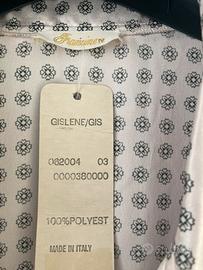 GISLENE/GIS
062004 03
0000380000
100%POLYEST
MADE IN ITALY